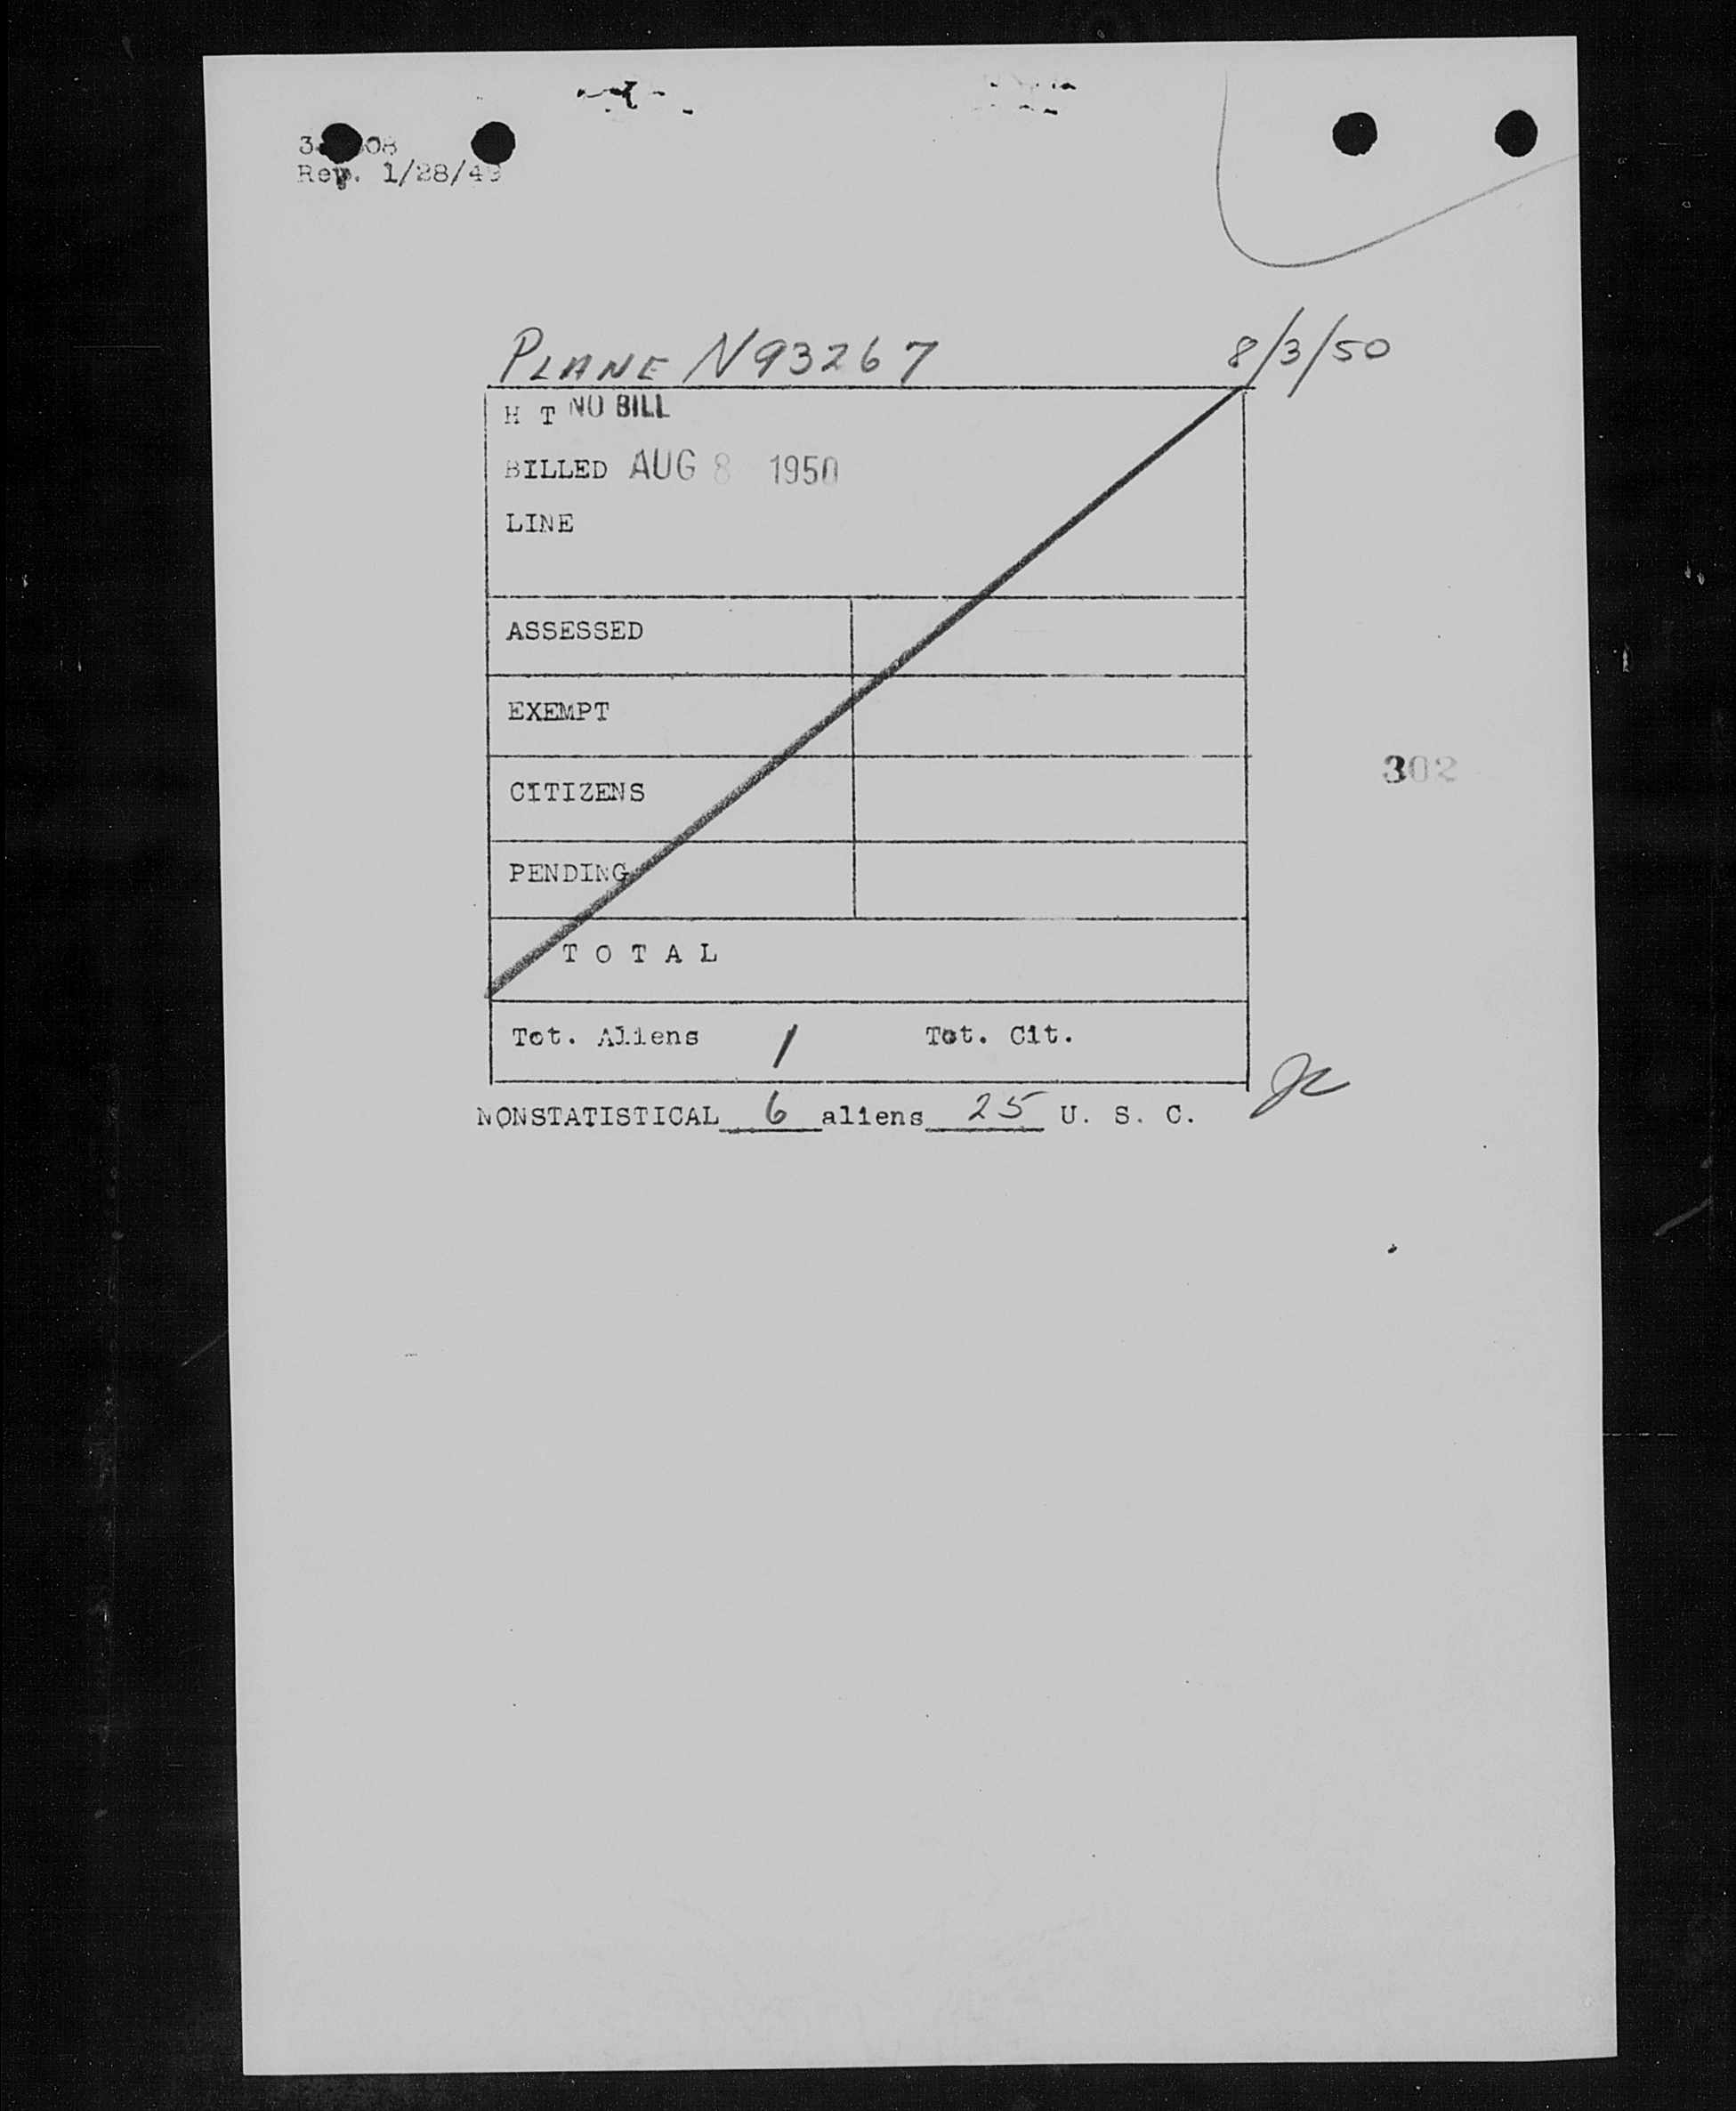 Rev. 1/28/49
PLANE N93267 8/3/50
H T NO BILL
BILLED AUG 8 1950
LINE
ASSESSED
EXEMPT
CITIZENS
PENDING
T O T A L
Tot. Aliens 1 Tot. Cit.
NONSTATISTICAL 6 aliens 25 U. S. C.
302